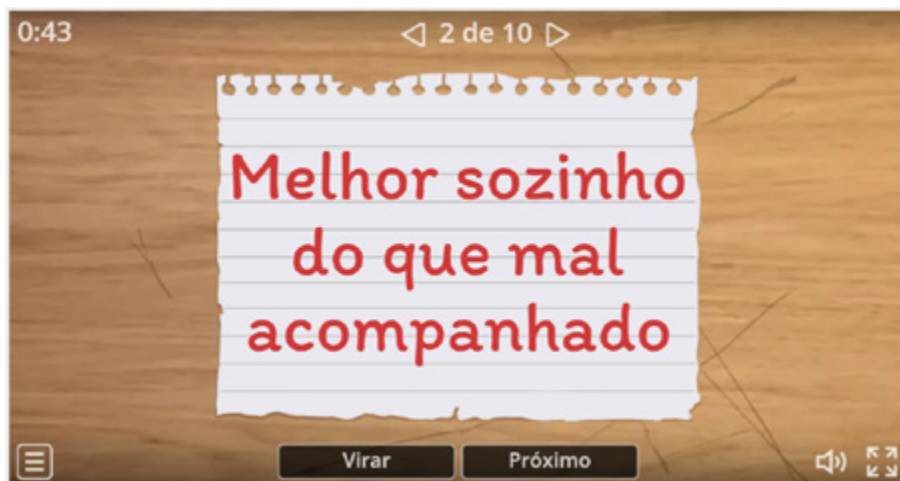 0:43
2 de 10
Melhor sozinho
do que mal
acompanhado
Virar
Próximo